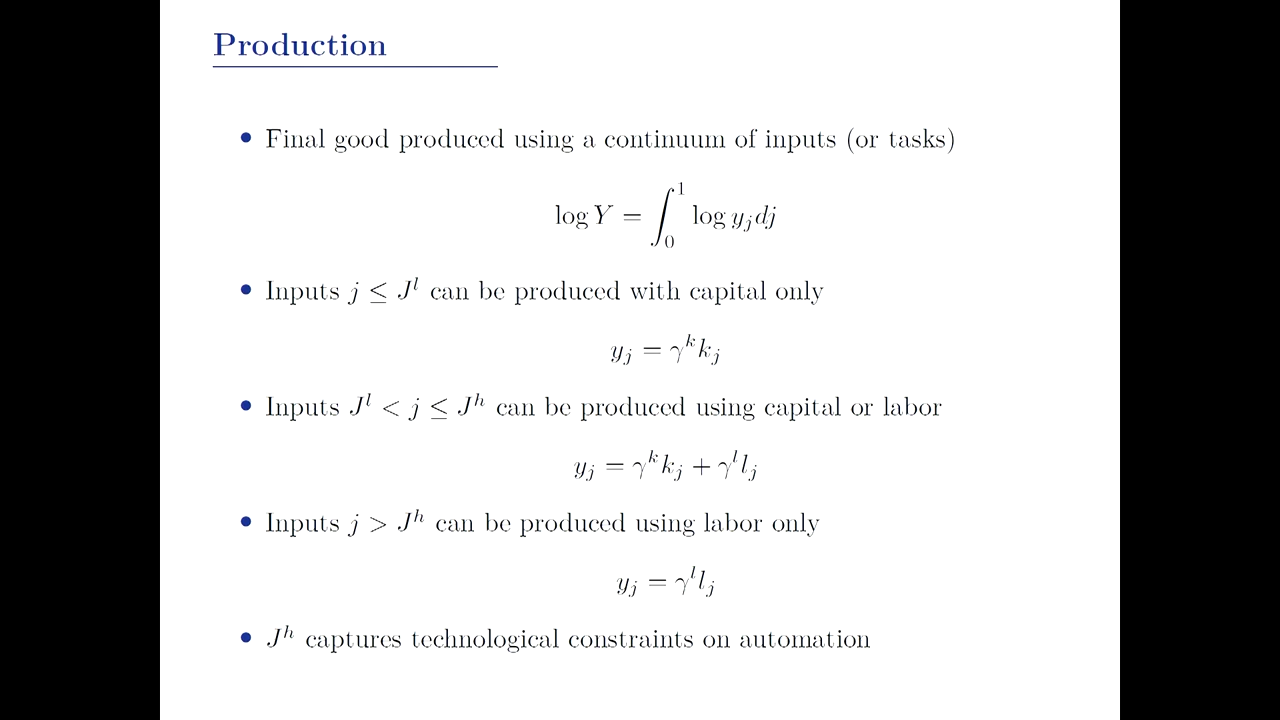 Production
• Final good produced using a continuum of inputs (or tasks)
log Y = ∫₀¹ log y_j dj
• Inputs j ≤ J^l can be produced with capital only
y_j = γ^k k_j
• Inputs J^l < j ≤ J^h can be produced using capital or labor
y_j = γ^k k_j + γ^l l_j
• Inputs j > J^h can be produced using labor only
y_j = γ^l l_j
• J^h captures technological constraints on automation